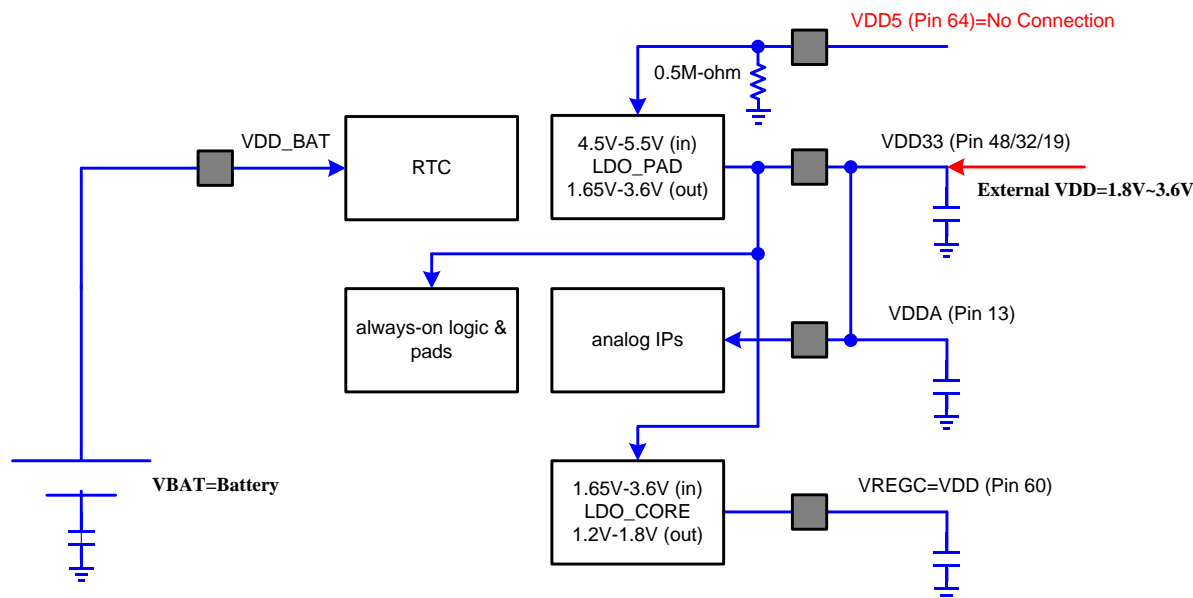 VDD5 (Pin 64)=No Connection
0.5M-ohm
VDD_BAT
RTC
4.5V-5.5V (in)
LDO_PAD
1.65V-3.6V (out)
VDD33 (Pin 48/32/19)
External VDD=1.8V~3.6V
always-on logic &
pads
analog IPs
VDDA (Pin 13)
VBAT=Battery
1.65V-3.6V (in)
LDO_CORE
1.2V-1.8V (out)
VREGC=VDD (Pin 60)